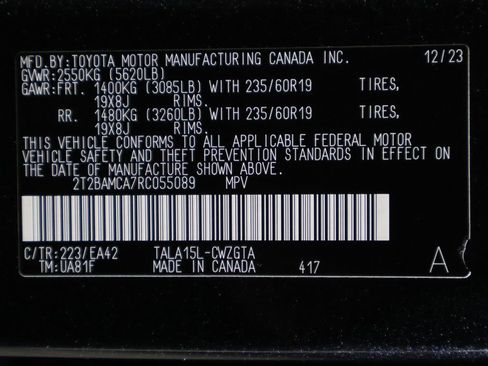 MFD.BY:TOYOTA MOTOR MANUFACTURING CANADA INC. 12/23
GVWR:2550KG (5620LB)
GAWR:FRT. 1400KG (3085LB) WITH 235/60R19 TIRES,
19X8J RIMS.
RR. 1480KG (3260LB) WITH 235/60R19 TIRES,
19X8J RIMS.
THIS VEHICLE CONFORMS TO ALL APPLICABLE FEDERAL MOTOR
VEHICLE SAFETY AND THEFT PREVENTION STANDARDS IN EFFECT ON
THE DATE OF MANUFACTURE SHOWN ABOVE.
2T2BAMCA7RC055089 MPV
C/TR:223/EA42 TALA15L-CWZGTA
TM:UA81F MADE IN CANADA 417 A